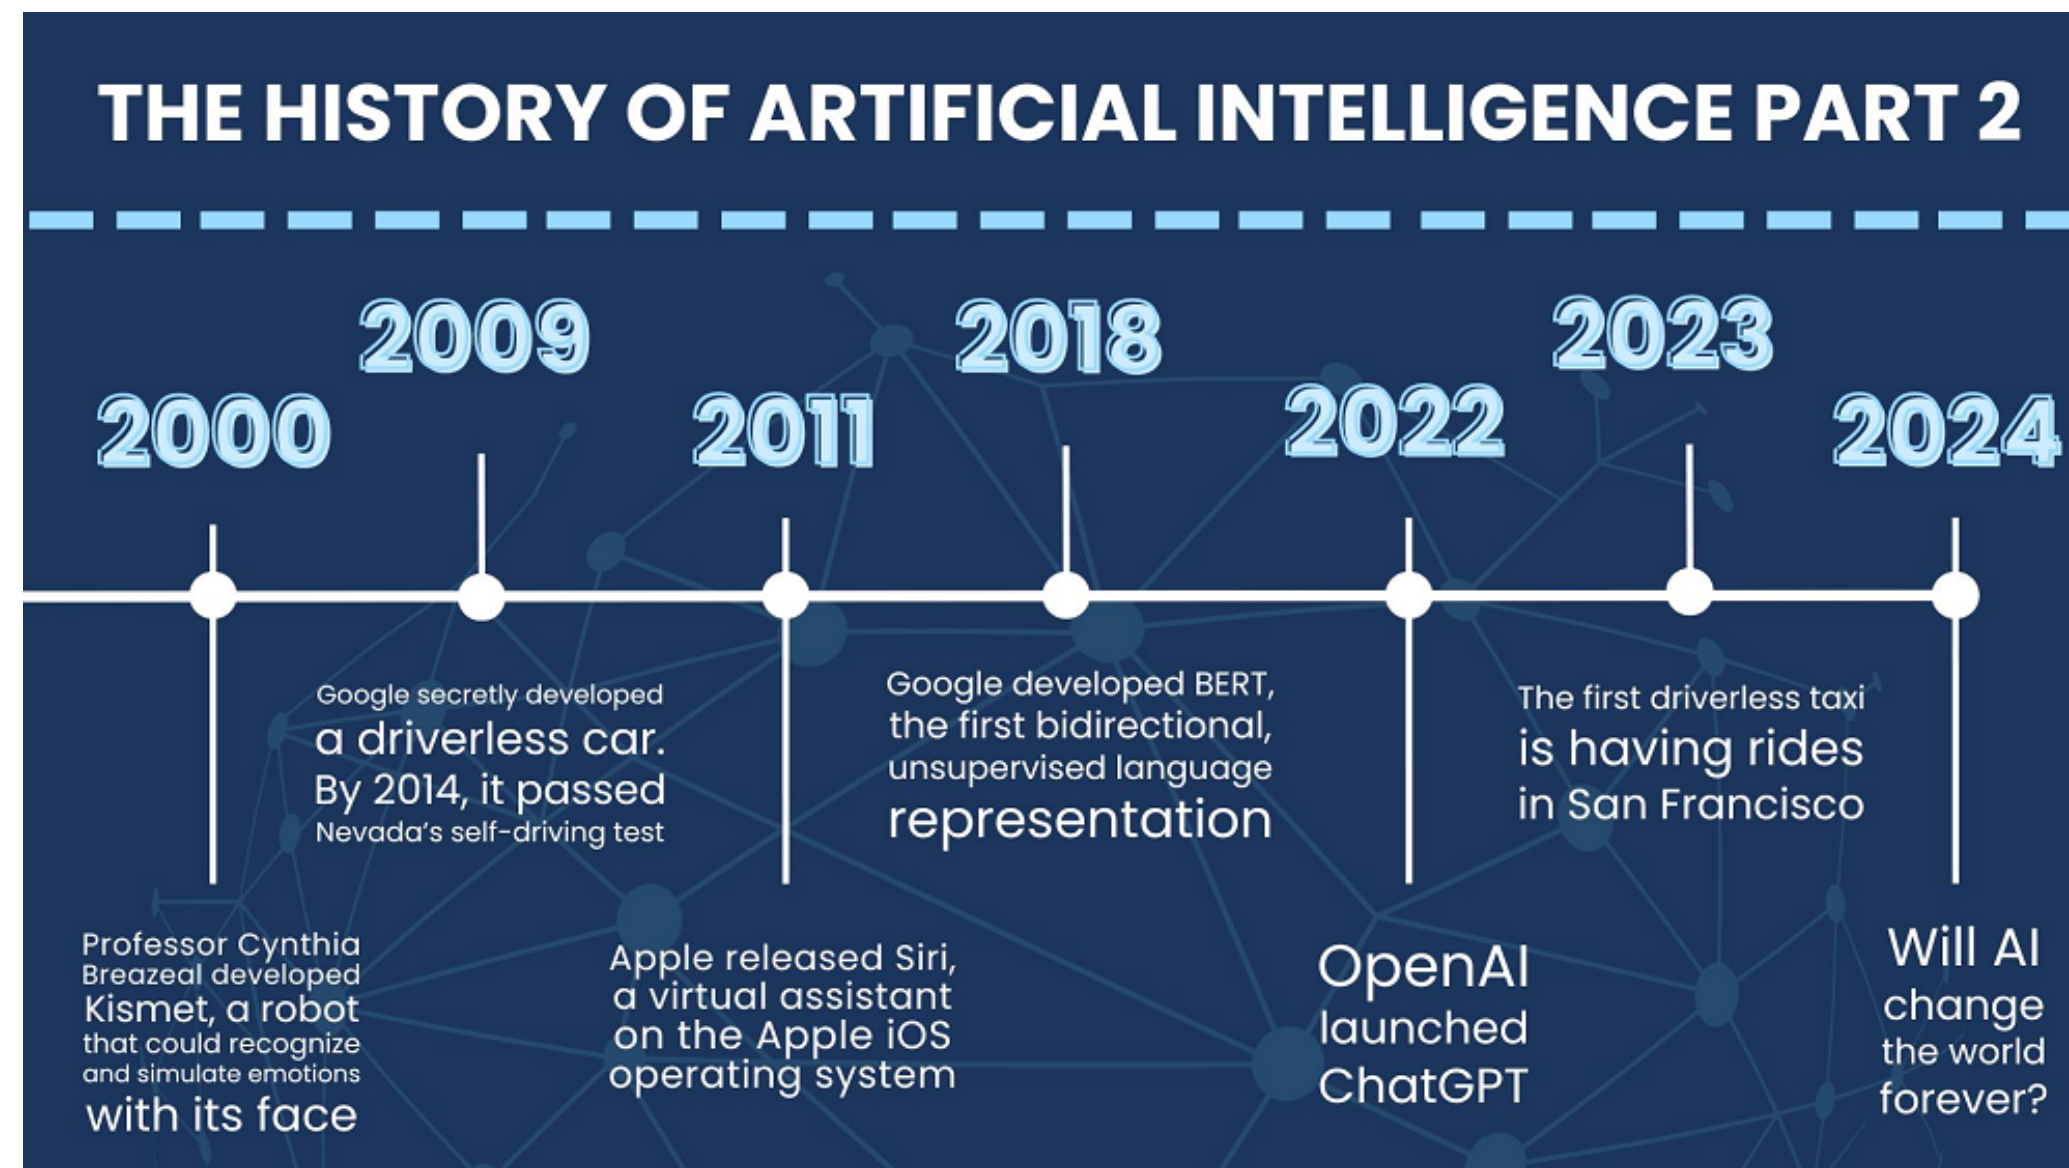 THE HISTORY OF ARTIFICIAL INTELLIGENCE PART 2
2000
Professor Cynthia
Breazeal developed
Kismet, a robot
that could recognize
and simulate emotions
with its face
2009
Google secretly developed
a driverless car.
By 2014, it passed
Nevada's self-driving test
2011
Apple released Siri,
a virtual assistant
on the Apple iOS
operating system
2018
Google developed BERT,
the first bidirectional,
unsupervised language
representation
2022
OpenAI
launched
ChatGPT
2023
The first driverless taxi
is having rides
in San Francisco
2024
Will AI
change
the world
forever?